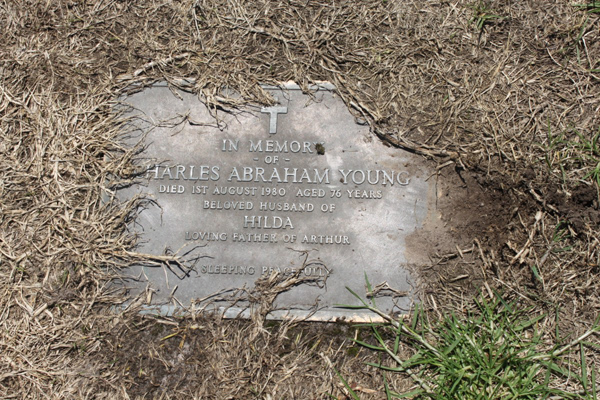 IN MEMOR
- OF -
HARLES ABRAHAM YOUNG
DIED 1ST AUGUST 1980 AGED 76 YEARS
BELOVED HUSBAND OF
HILDA
LOVING FATHER OF ARTHUR
SLEEPING PEACEFULLY